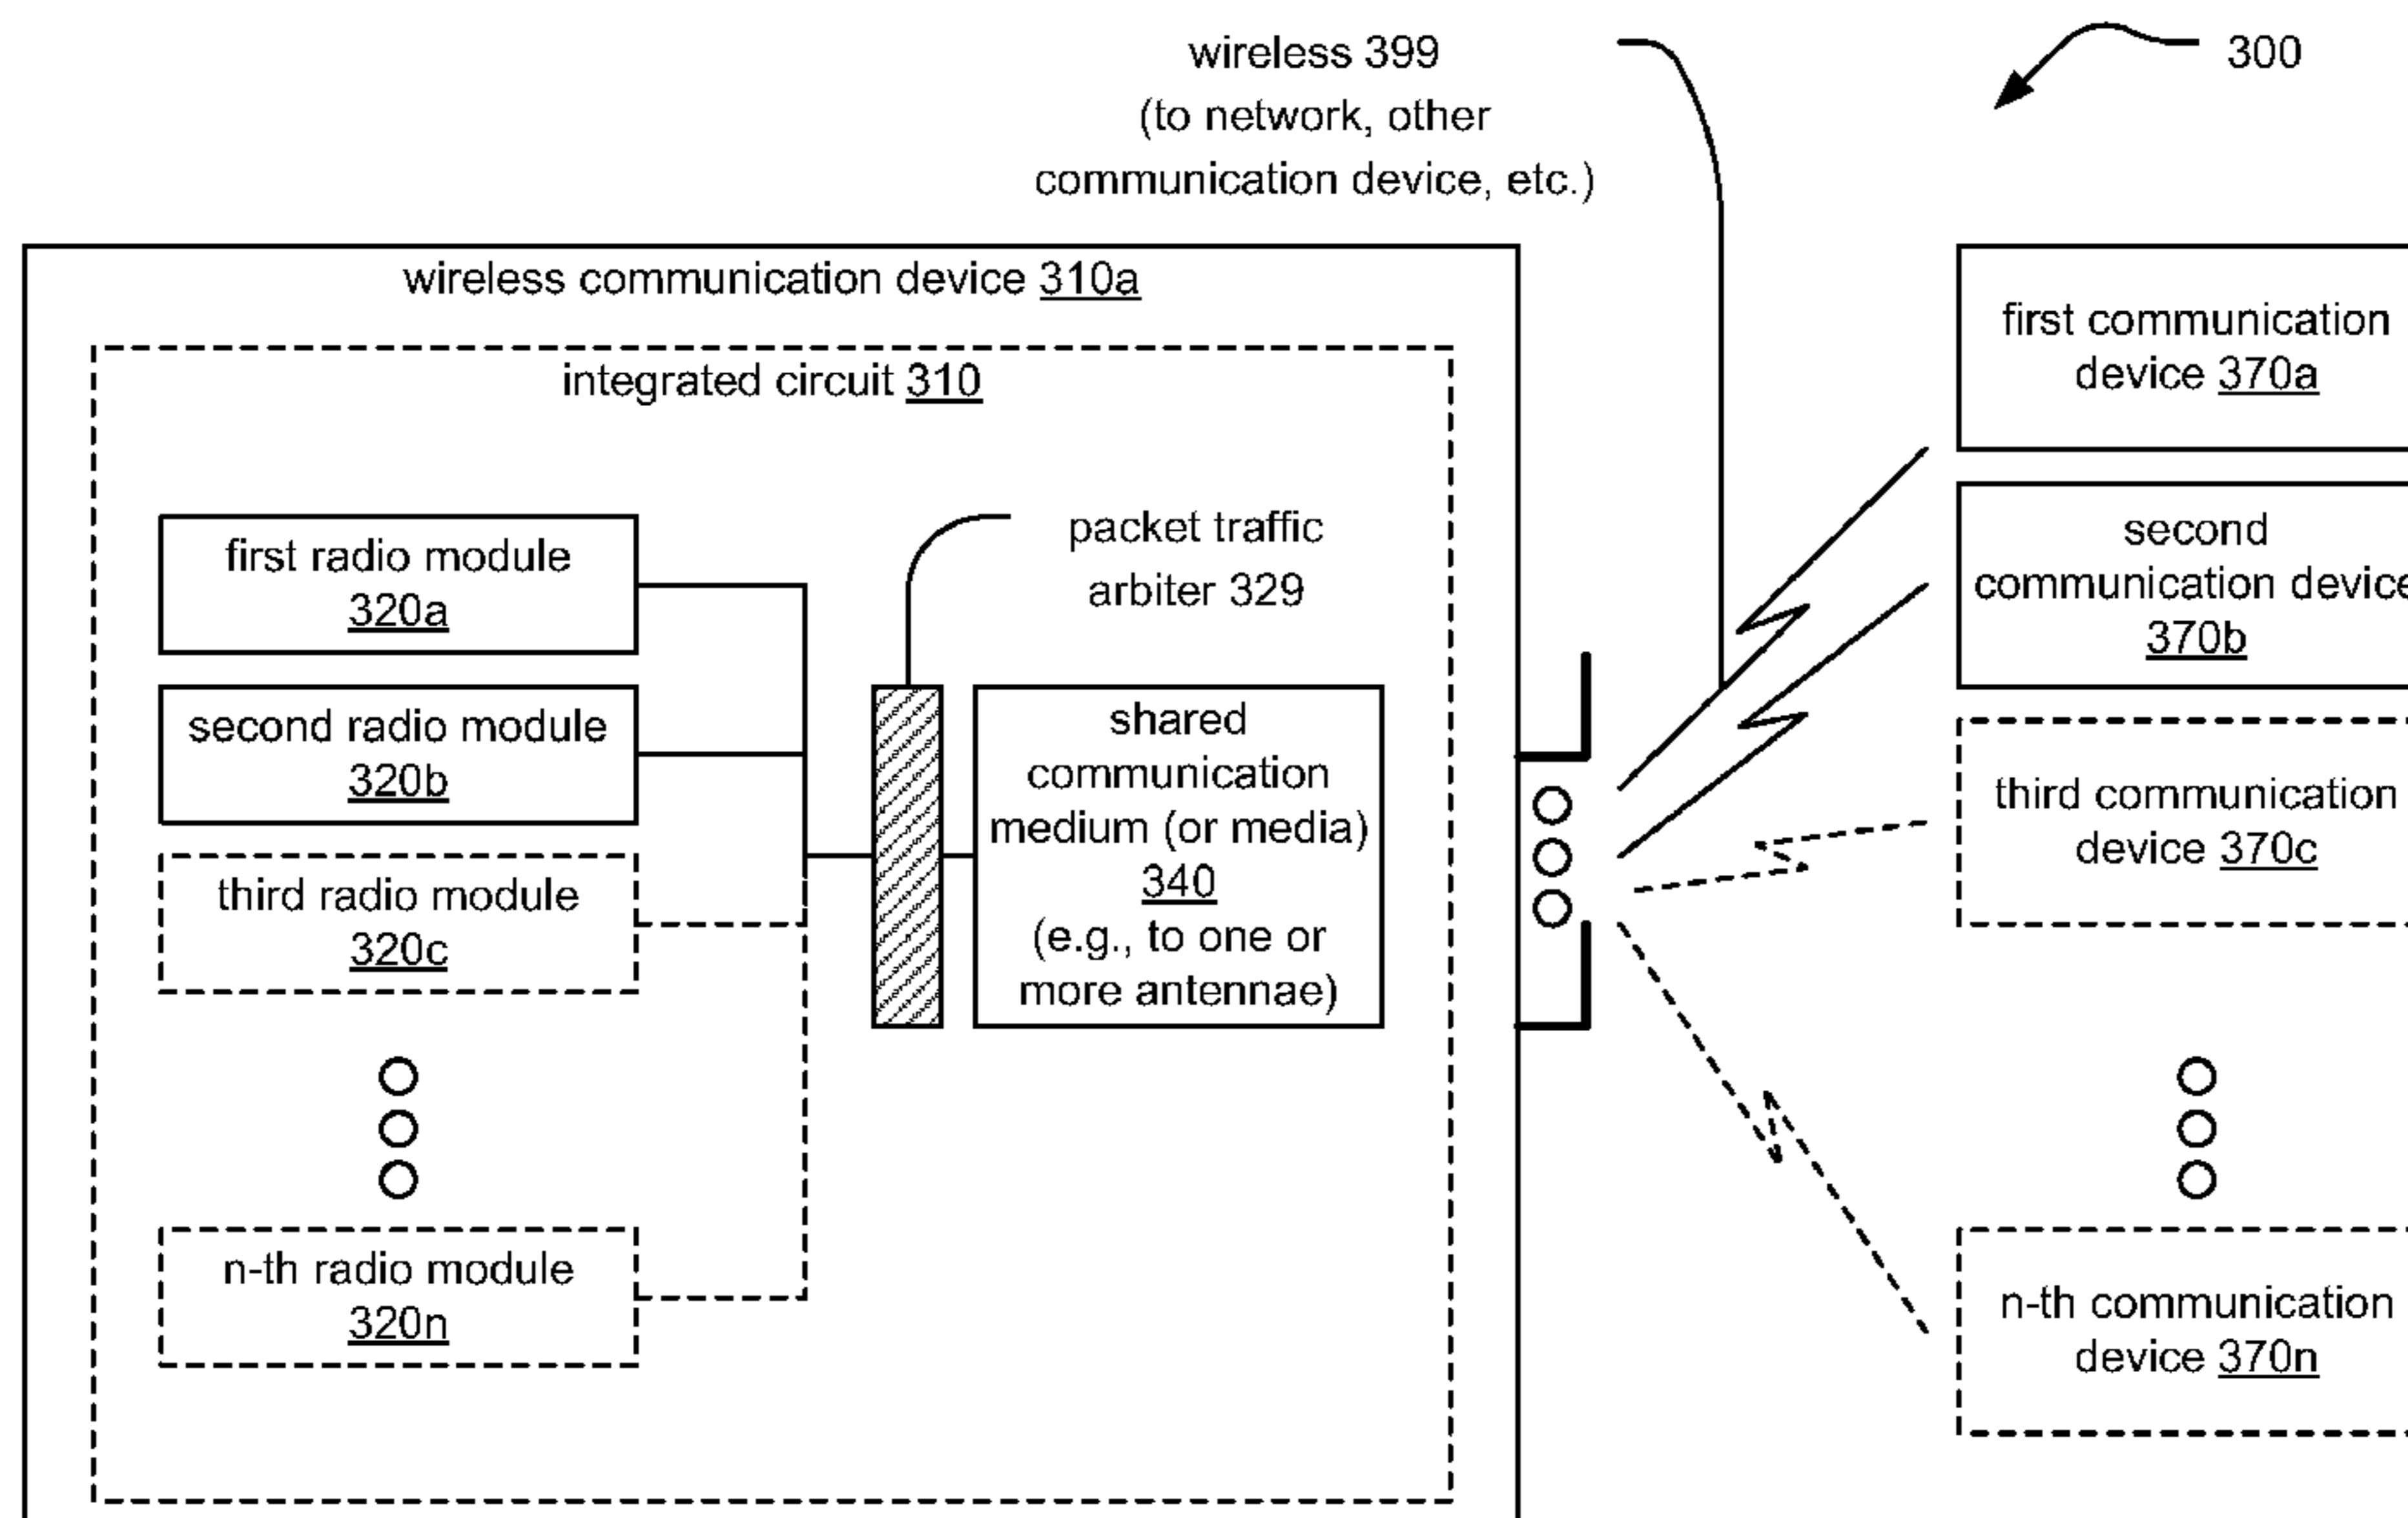 wireless 399
(to network, other
communication device, etc.)
300
wireless communication device 310a
integrated circuit 310
first radio module
320a
second radio module
320b
third radio module
320c
n-th radio module
320n
packet traffic
arbiter 329
shared
communication
medium (or media)
340
(e.g., to one or
more antennae)
first communication
device 370a
second
communication device
370b
third communication
device 370c
n-th communication
device 370n